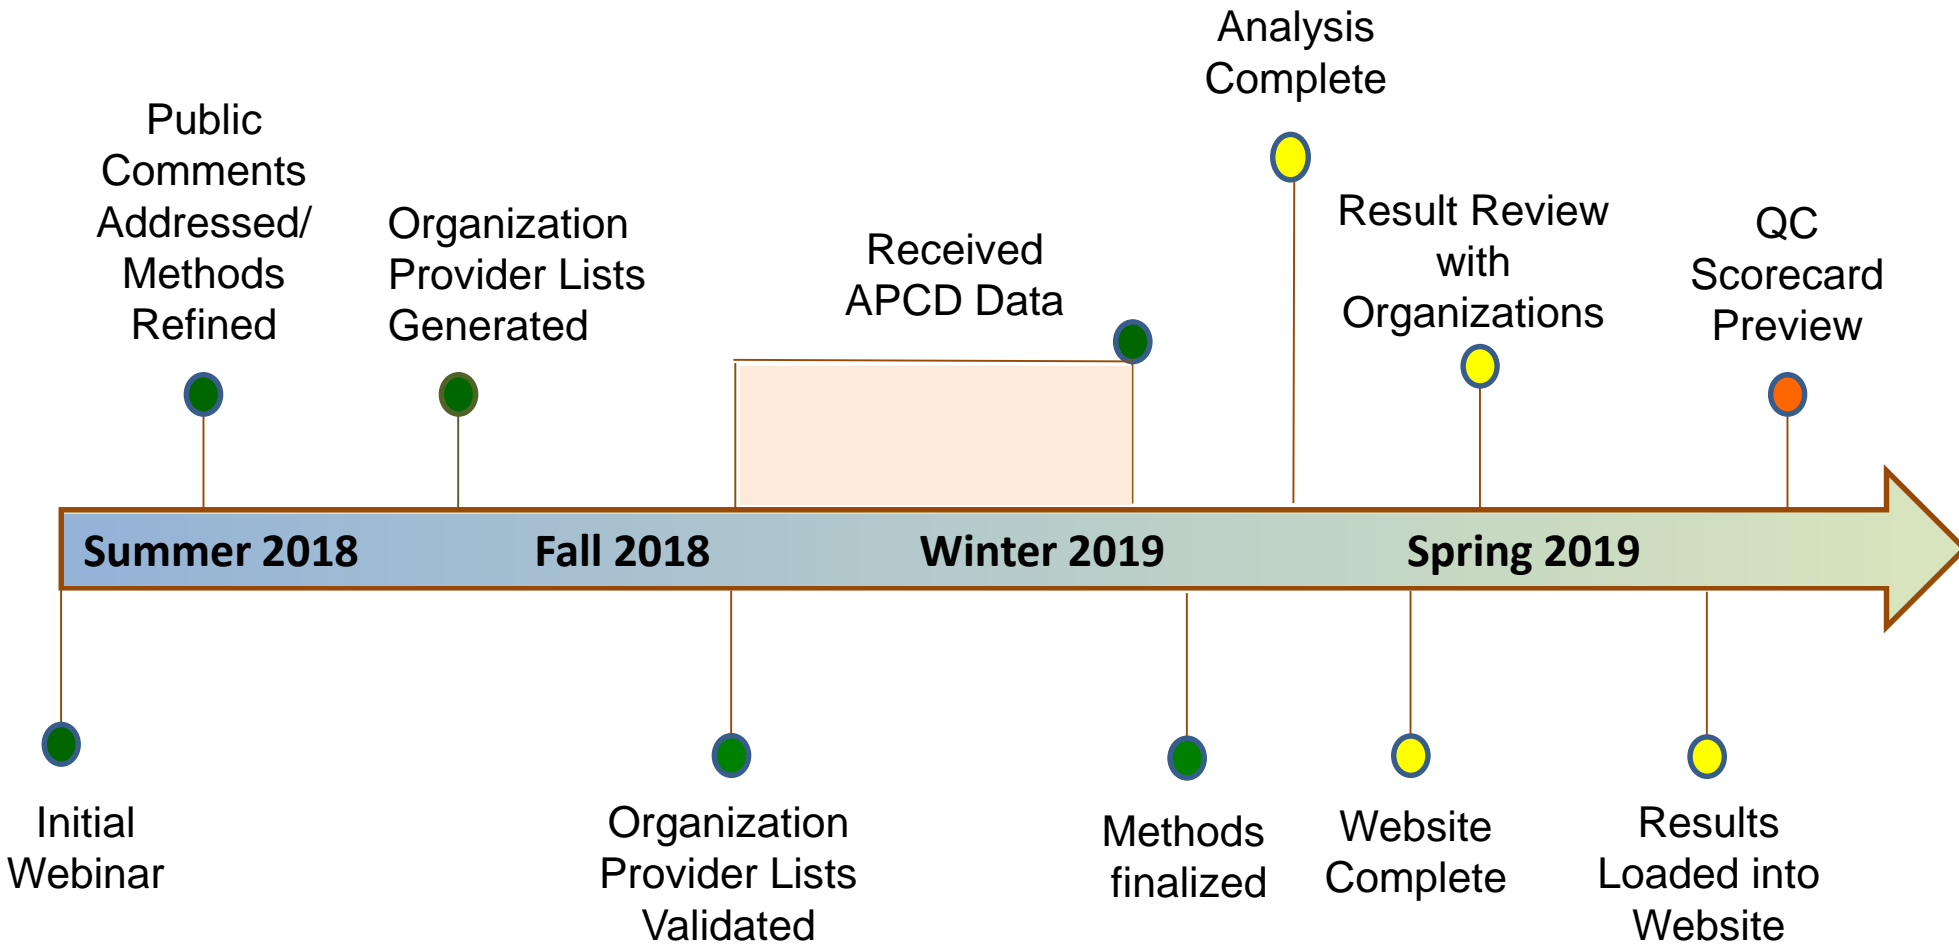 Analysis
Complete
Public
Comments
Addressed/
Methods
Refined
Organization
Provider Lists
Generated
Received
APCD Data
Result Review
with
Organizations
QC
Scorecard
Preview
Summer 2018
Fall 2018
Winter 2019
Spring 2019
Initial
Webinar
Organization
Provider Lists
Validated
Methods
finalized
Website
Complete
Results
Loaded into
Website